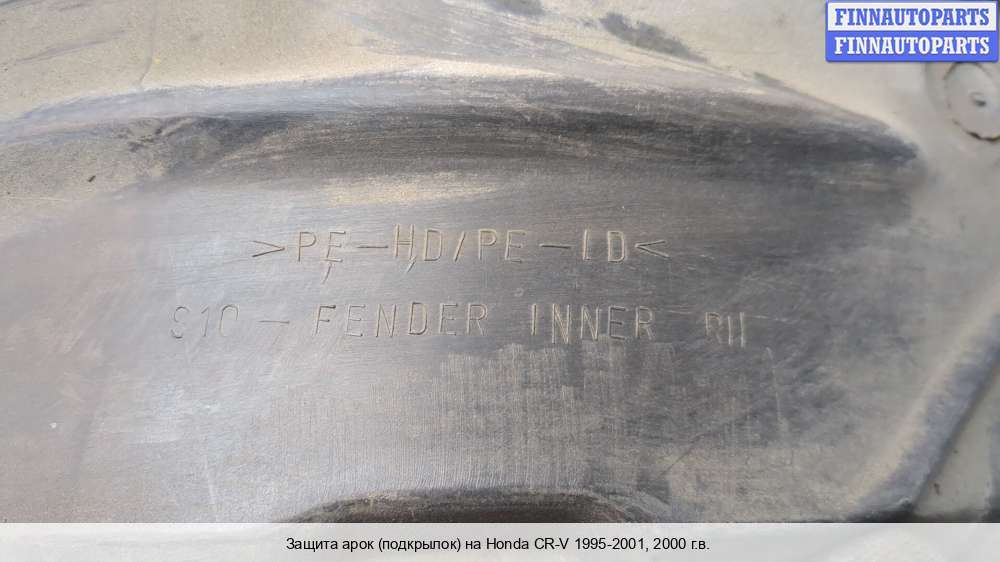 FINNAUTOPARTS
FINNAUTOPARTS
>PE-HD/PE-LD<
S10- FENDER INNER RH
Защита арок (подкрылок) на Honda CR-V 1995-2001, 2000 г.в.